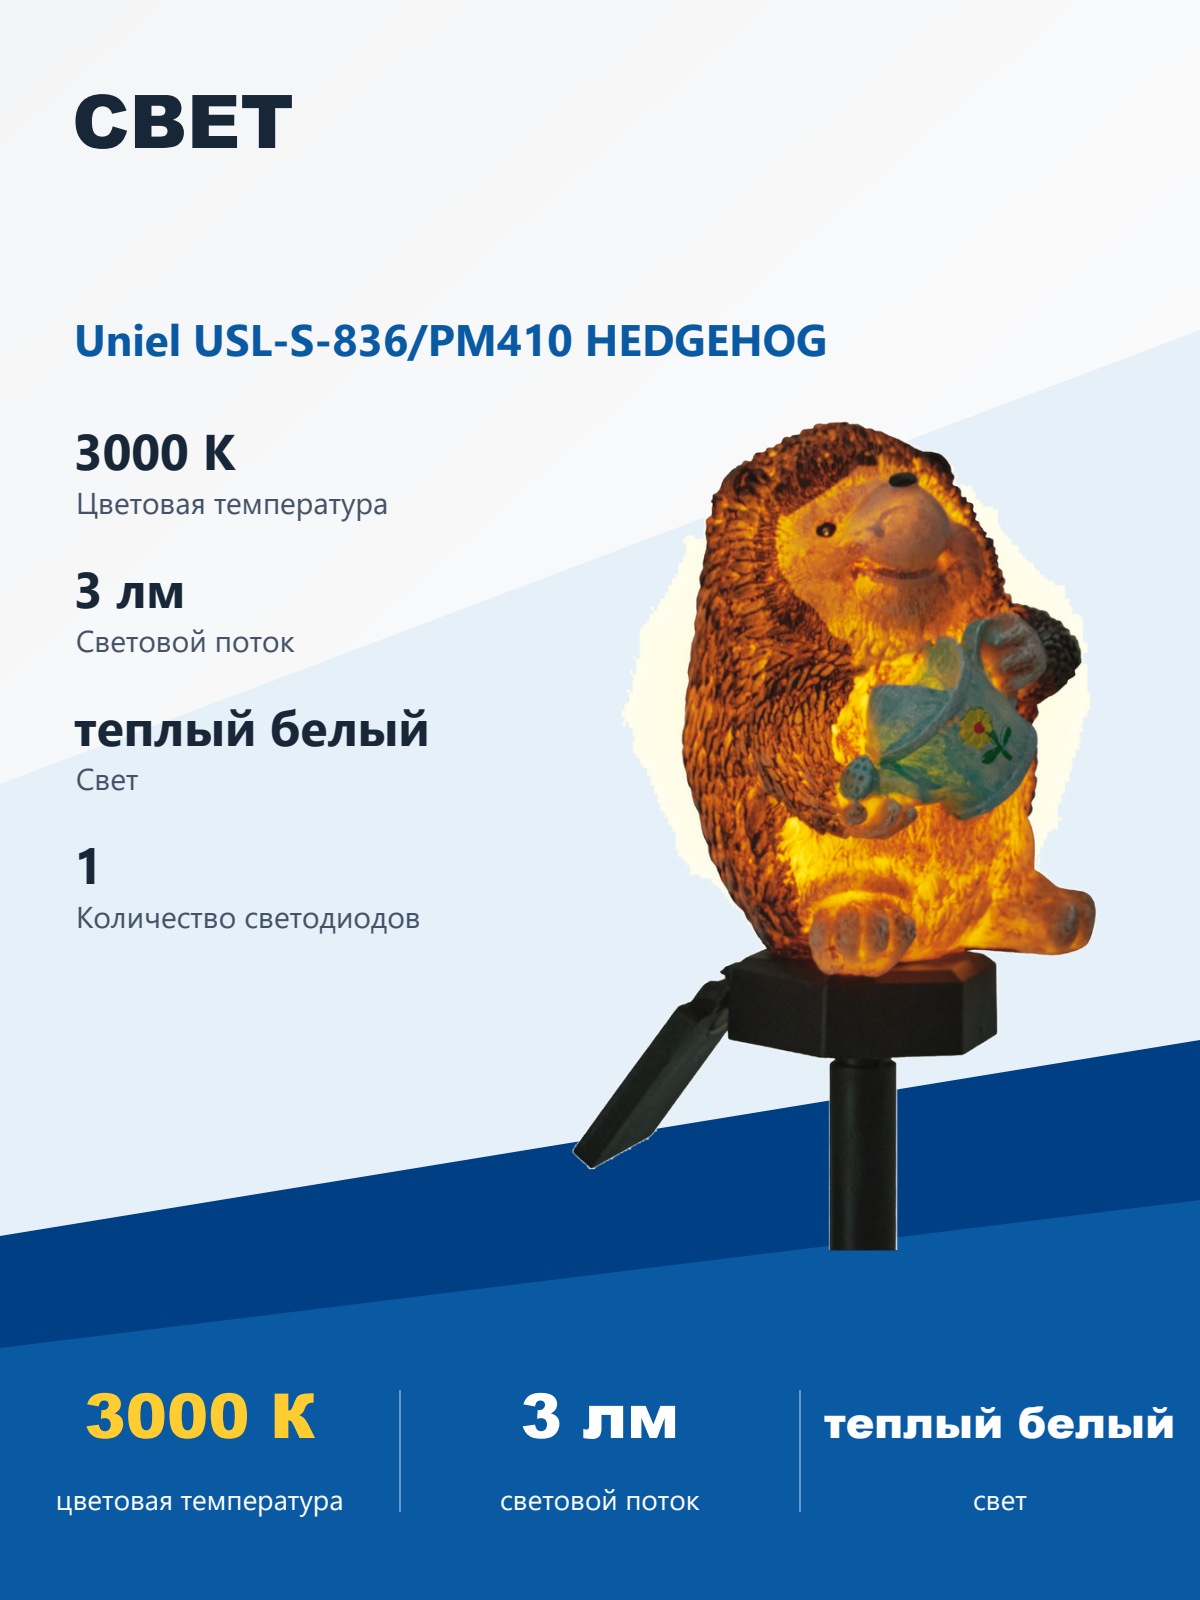 СВЕТ
Uniel USL-S-836/PM410 HEDGEHOG
3000 К
Цветовая температура
3 лм
Световой поток
теплый белый
Свет
1
Количество светодиодов
3000 К
цветовая температура
3 лм
световой поток
теплый белый
свет